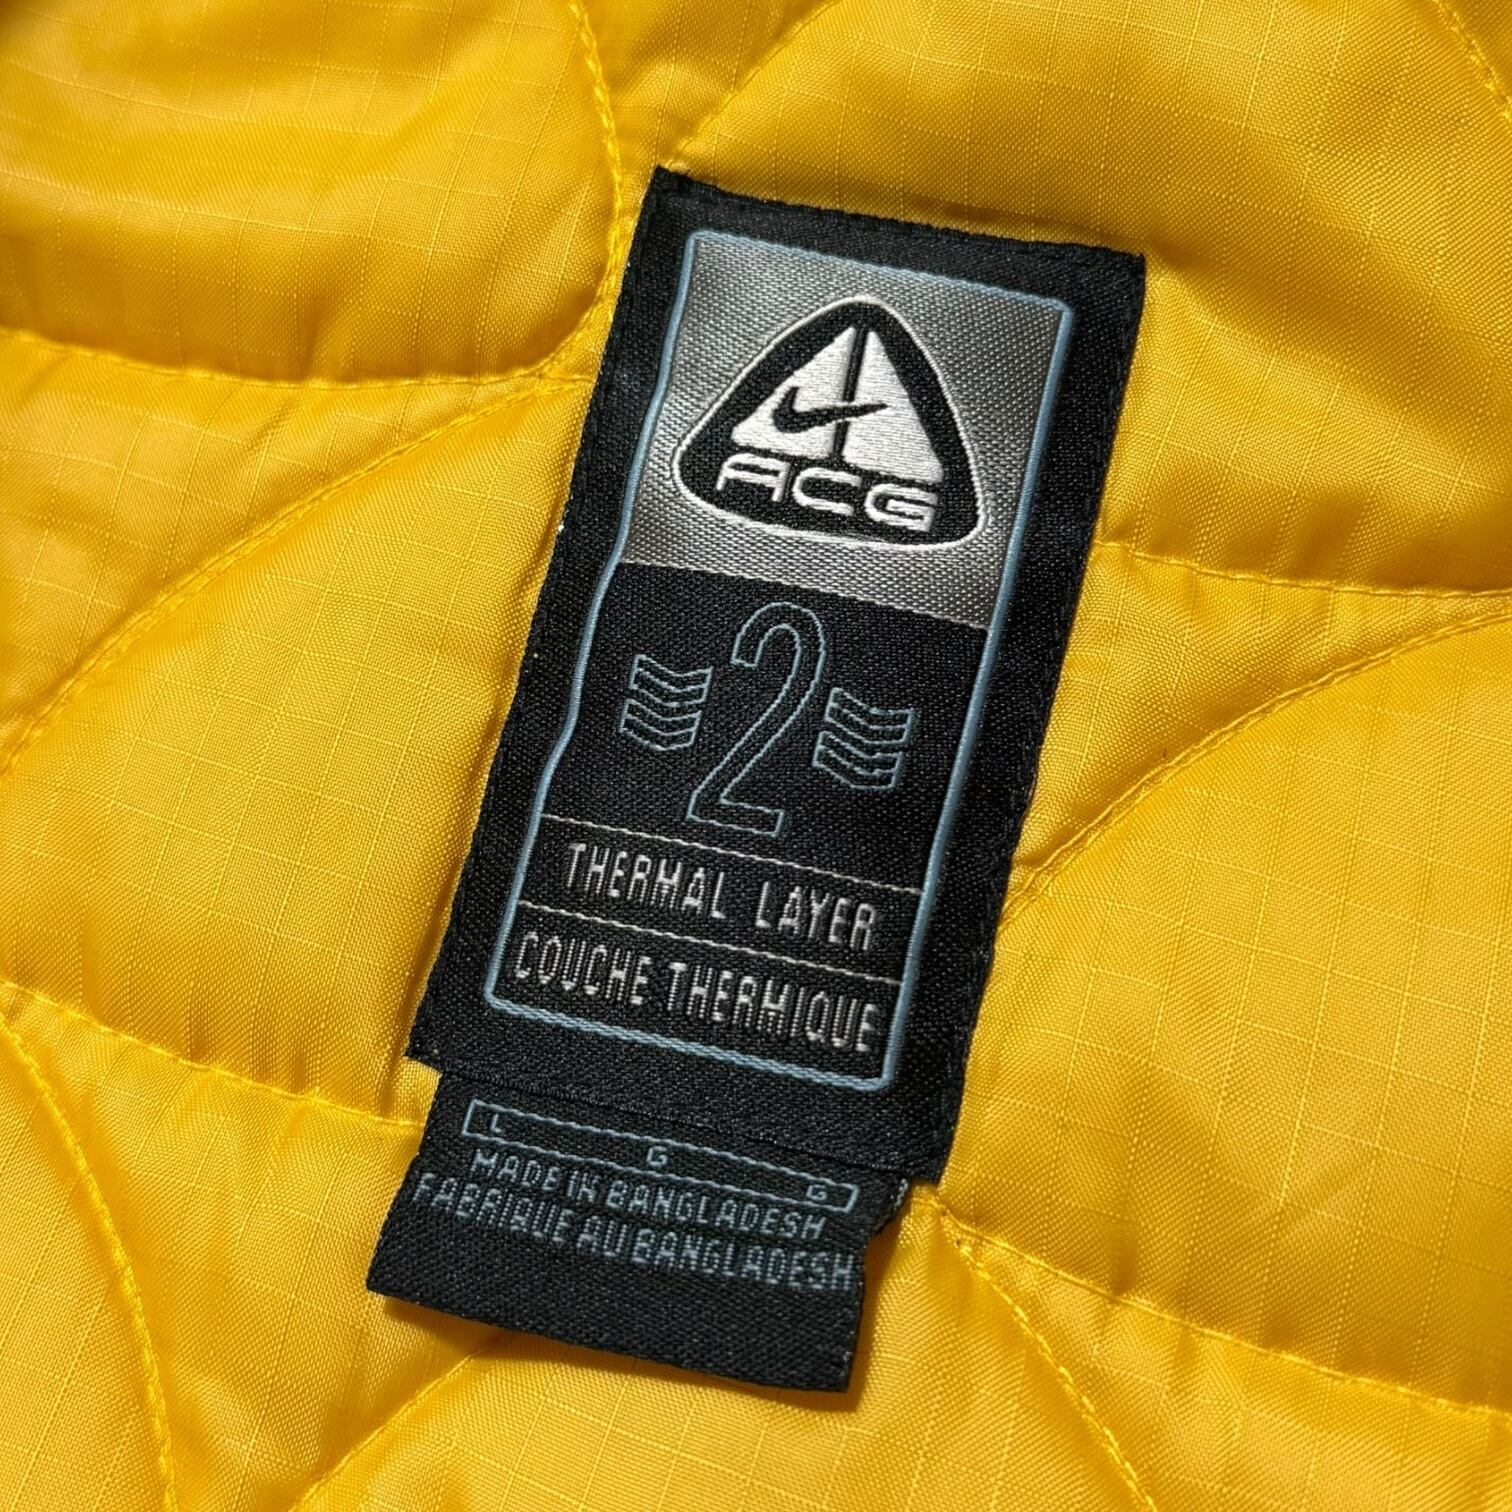 ACG
2
THERMAL LAYER
COUCHE THERMIQUE
L G G
MADE IN BANGLADESH
FABRIQUE AU BANGLADESH